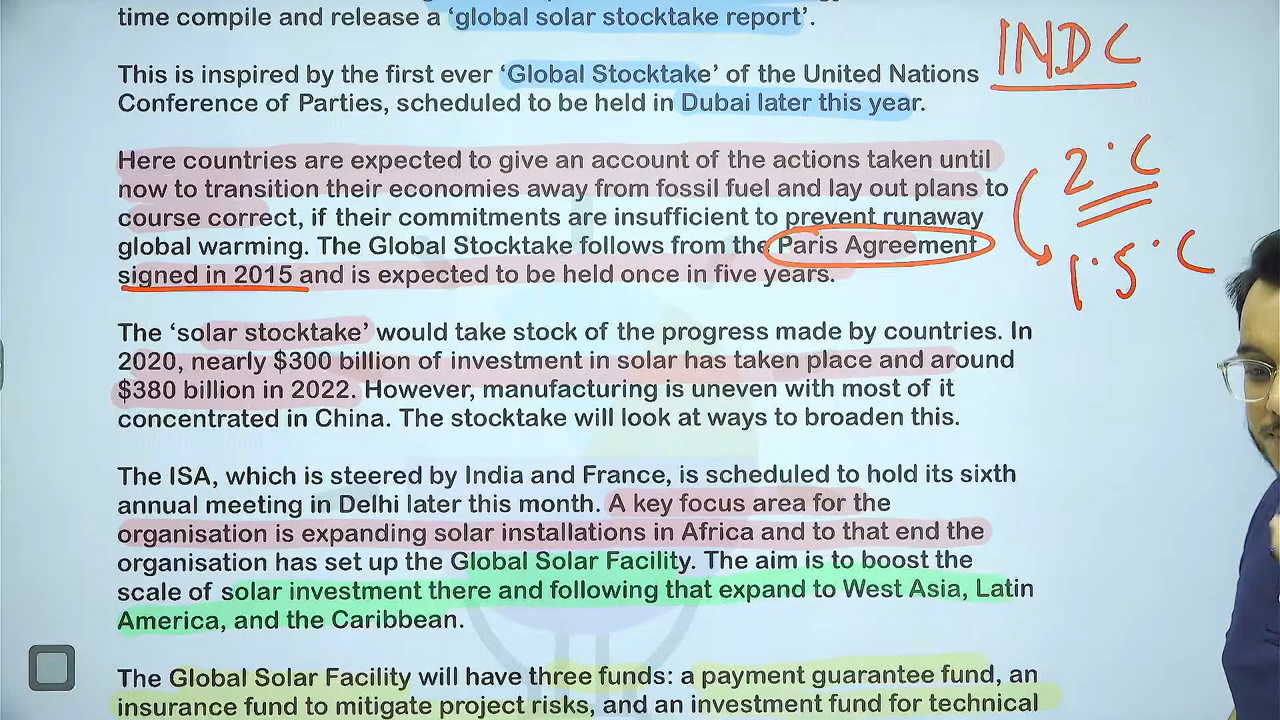 time compile and release a ‘global solar stocktake report’.
INDC
This is inspired by the first ever ‘Global Stocktake’ of the United Nations
Conference of Parties, scheduled to be held in Dubai later this year.
2°C
1.5°C
Here countries are expected to give an account of the actions taken until
now to transition their economies away from fossil fuel and lay out plans to
course correct, if their commitments are insufficient to prevent runaway
global warming. The Global Stocktake follows from the Paris Agreement
signed in 2015 and is expected to be held once in five years.
The ‘solar stocktake’ would take stock of the progress made by countries. In
2020, nearly $300 billion of investment in solar has taken place and around
$380 billion in 2022. However, manufacturing is uneven with most of it
concentrated in China. The stocktake will look at ways to broaden this.
The ISA, which is steered by India and France, is scheduled to hold its sixth
annual meeting in Delhi later this month. A key focus area for the
organisation is expanding solar installations in Africa and to that end the
organisation has set up the Global Solar Facility. The aim is to boost the
scale of solar investment there and following that expand to West Asia, Latin
America, and the Caribbean.
The Global Solar Facility will have three funds: a payment guarantee fund, an
insurance fund to mitigate project risks, and an investment fund for technical